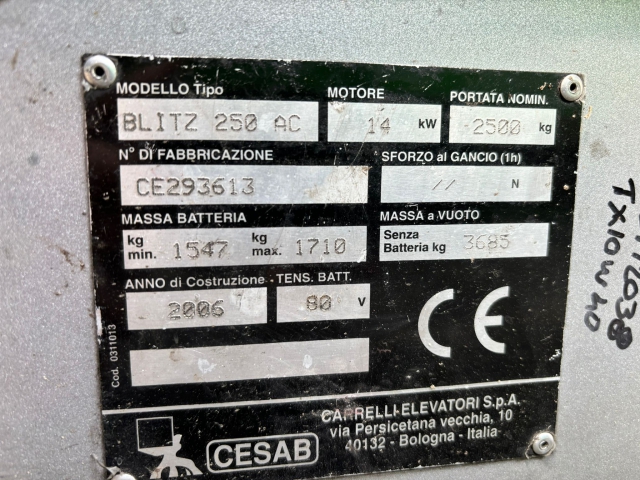 MODELLO Tipo MOTORE PORTATA NOMIN.
BLITZ 250 AC 14 kW 2500 kg
N° DI FABBRICAZIONE SFORZO al GANCIO (1h)
CE293613 // N
MASSA BATTERIA MASSA a VUOTO
kg min. 1547 kg max. 1710 Senza Batteria kg 3685
ANNO di Costruzione - TENS. BATT.
2006 80 V
CE
Cod. 0311013
CESAB
CARRELLI ELEVATORI S.p.A.
via Persicetana vecchia, 10
40132 - Bologna - Italia
TX10W40